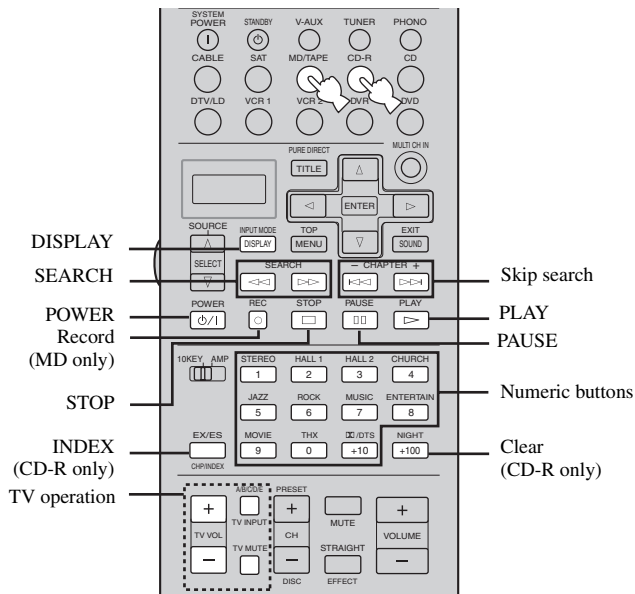 SYSTEM
POWER STANDBY V-AUX TUNER PHONO
CABLE SAT MD/TAPE CD-R CD
DTV/LD VCR 1 VCR 2 DVR DVD
PURE DIRECT MULTI CH IN
TITLE
ENTER
SOURCE INPUT MODE TOP EXIT
DISPLAY DISPLAY MENU SOUND
SELECT
SEARCH SEARCH – CHAPTER + Skip search
POWER POWER REC STOP PAUSE PLAY PLAY
Record
(MD only)
PAUSE
10KEY AMP STEREO HALL 1 HALL 2 CHURCH
1 2 3 4
Numeric buttons
STOP
JAZZ ROCK MUSIC ENTERTAIN
5 6 7 8
INDEX
(CD-R only)
EX/ES MOVIE THX /DTS NIGHT
9 0 +10 +100
CHP/INDEX
Clear
(CD-R only)
TV operation
A/B/C/D/E PRESET
+ + +
TV INPUT MUTE
TV VOL CH VOLUME
TV MUTE STRAIGHT
– – –
DISC EFFECT